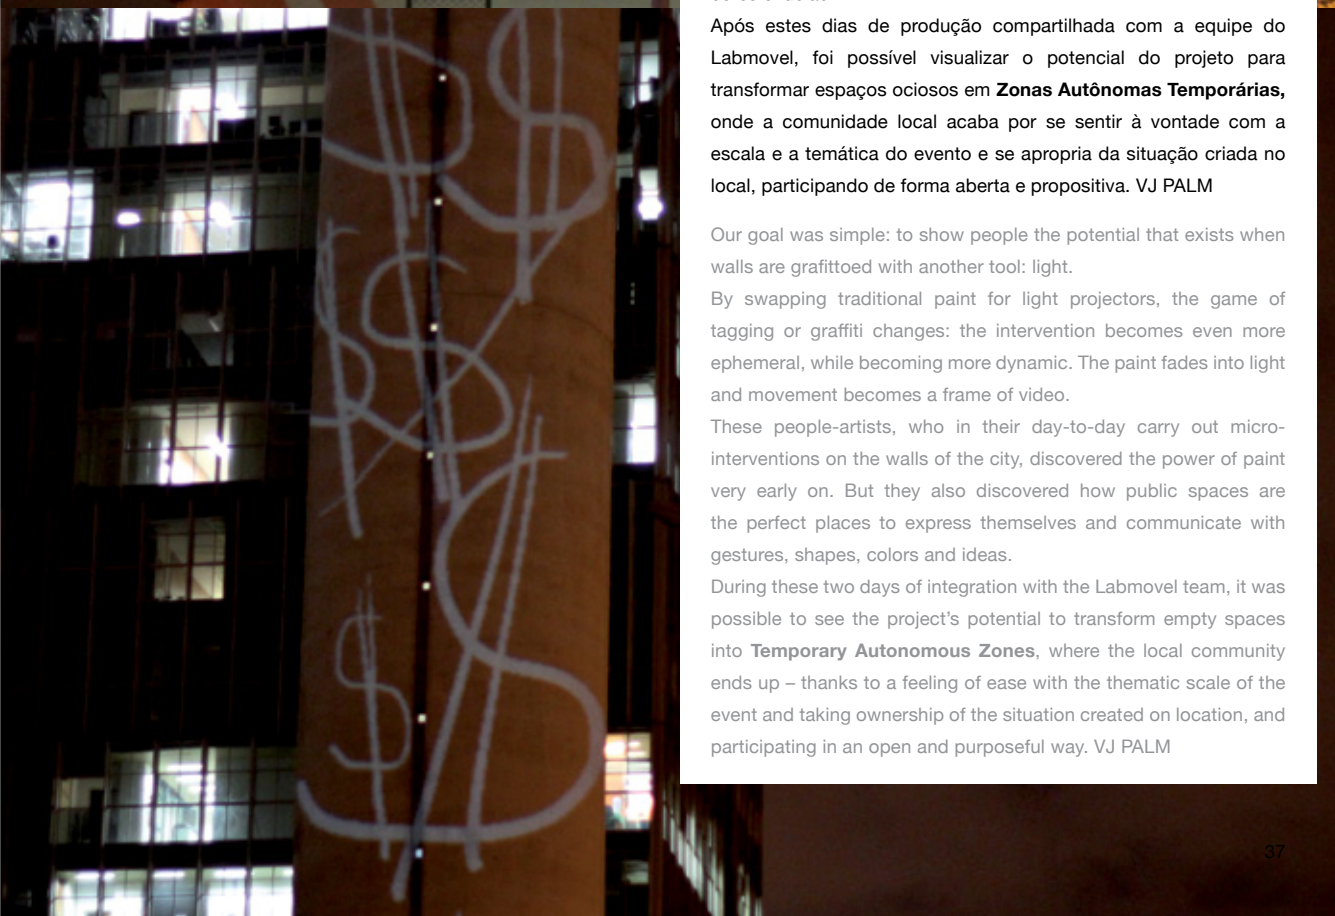 $
$
$
$
$
$
Após estes dias de produção compartilhada com a equipe do
Labmovel, foi possível visualizar o potencial do projeto para
transformar espaços ociosos em Zonas Autônomas Temporárias,
onde a comunidade local acaba por se sentir à vontade com a
escala e a temática do evento e se apropria da situação criada no
local, participando de forma aberta e propositiva. VJ PALM
Our goal was simple: to show people the potential that exists when
walls are grafittoed with another tool: light.
By swapping traditional paint for light projectors, the game of
tagging or graffiti changes: the intervention becomes even more
ephemeral, while becoming more dynamic. The paint fades into light
and movement becomes a frame of video.
These people-artists, who in their day-to-day carry out micro-
interventions on the walls of the city, discovered the power of paint
very early on. But they also discovered how public spaces are
the perfect places to express themselves and communicate with
gestures, shapes, colors and ideas.
During these two days of integration with the Labmovel team, it was
possible to see the project’s potential to transform empty spaces
into Temporary Autonomous Zones, where the local community
ends up – thanks to a feeling of ease with the thematic scale of the
event and taking ownership of the situation created on location, and
participating in an open and purposeful way. VJ PALM
37